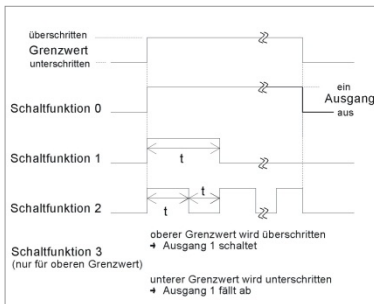 überschritten
Grenzwert
unterschritten
ein
Ausgang
aus
Schaltfunktion 0
Schaltfunktion 1
t
Schaltfunktion 2
t
t
Schaltfunktion 3
(nur für oberen Grenzwert)
oberer Grenzwert wird überschritten
→ Ausgang 1 schaltet
unterer Grenzwert wird unterschritten
→ Ausgang 1 fällt ab